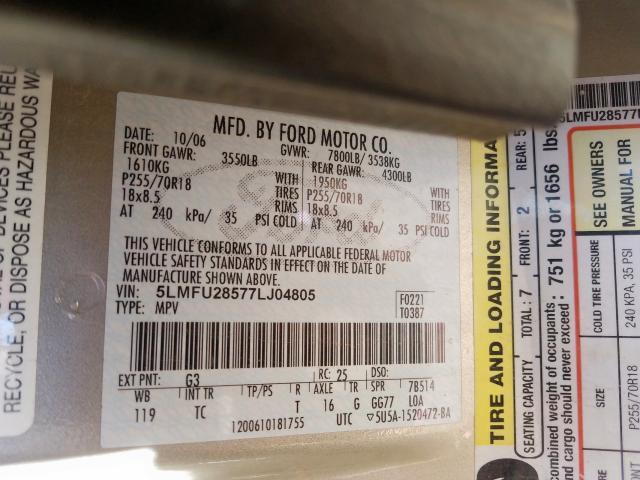 MFD. BY FORD MOTOR CO.
DATE: 10/06 GVWR: 7800LB/ 3538KG
FRONT GAWR: 3550LB REAR GAWR: 4300LB
1610KG WITH 1950KG WITH
P255/70R18 TIRES P255/70R18 TIRES
18x8.5 RIMS 18x8.5 RIMS
AT 240 kPa/ 35 PSI COLD AT 240 kPa/ 35 PSI COLD
THIS VEHICLE CONFORMS TO ALL APPLICABLE FEDERAL MOTOR
VEHICLE SAFETY STANDARDS IN EFFECT ON THE DATE OF
MANUFACTURE SHOWN ABOVE.
VIN: 5LMFU28577LJ04805 F0221
TYPE: MPV T0387
EXT PNT: G3 RC: 25 DSO:
WB INT TR TP/PS R AXLE TR SPR 7B514
119 TC T 16 G GG77 LOA
1200610181755 UTC ▽5U5A-1520472-BA
DEVICES PLEASE
RECYCLE, OR DISPOSE AS HAZARDOUS
5LMFU28577
TIRE AND LOADING
SEATING CAPACITY TOTAL: 7 FRONT: 2 REAR: 5
combined weight of occupants : 751 kg or 1656 lbs.
and cargo should never exceed :
SIZE COLD TIRE PRESSURE SEE OWNERS
P255/70R18 240 KPA, 35 PSI MANUAL FOR